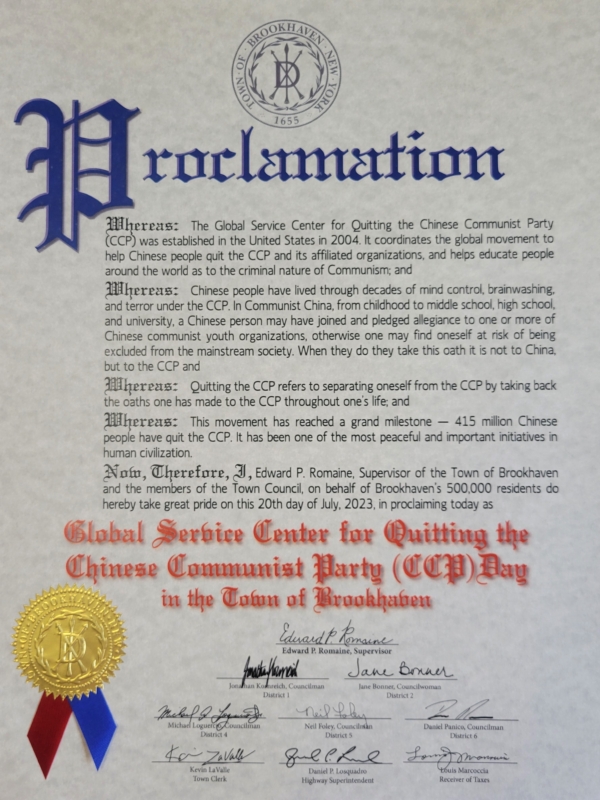 TOWN · OF · BROOKHAVEN · NEW · YORK
1655
Proclamation
Whereas: The Global Service Center for Quitting the Chinese Communist Party
(CCP) was established in the United States in 2004. It coordinates the global movement to
help Chinese people quit the CCP and its affiliated organizations, and helps educate people
around the world as to the criminal nature of Communism; and
Whereas: Chinese people have lived through decades of mind control, brainwashing,
and terror under the CCP. In Communist China, from childhood to middle school, high school,
and university, a Chinese person may have joined and pledged allegiance to one or more of
Chinese communist youth organizations, otherwise one may find oneself at risk of being
excluded from the mainstream society. When they do they take this oath it is not to China,
but to the CCP and
Whereas: Quitting the CCP refers to separating oneself from the CCP by taking back
the oaths one has made to the CCP throughout one's life; and
Whereas: This movement has reached a grand milestone — 415 million Chinese
people have quit the CCP. It has been one of the most peaceful and important initiatives in
human civilization.
Now, Therefore, I, Edward P. Romaine, Supervisor of the Town of Brookhaven
and the members of the Town Council, on behalf of Brookhaven's 500,000 residents do
hereby take great pride on this 20th day of July, 2023, in proclaiming today as
Global Service Center for Quitting the
Chinese Communist Party (CCP) Day
in the Town of Brookhaven
Edward P. Romaine
Edward P. Romaine, Supervisor
Jane Bonner
Jonathan Kornreich, Councilman
District 1
Jane Bonner, Councilwoman
District 2
Neil Foley
Michael Loguercio, Councilman
District 4
Neil Foley, Councilman
District 5
Daniel Panico, Councilman
District 6
Kevin LaValle
Kevin LaValle
Town Clerk
Daniel P. Losquadro
Highway Superintendent
Louis Marcoccia
Receiver of Taxes